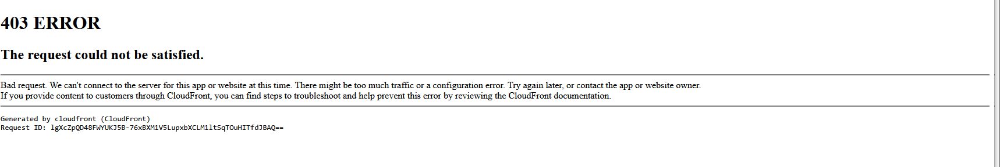 403 ERROR
The request could not be satisfied.
Bad request. We can't connect to the server for this app or website at this time. There might be too much traffic or a configuration error. Try again later, or contact the app or website owner.
If you provide content to customers through CloudFront, you can find steps to troubleshoot and help prevent this error by reviewing the CloudFront documentation.
Generated by cloudfront (CloudFront)
Request ID: lgXcZpQD48FWYUKJ5B-76xBXM1V5LupxbXCLM1ltSqTOuHITfdJBAQ==